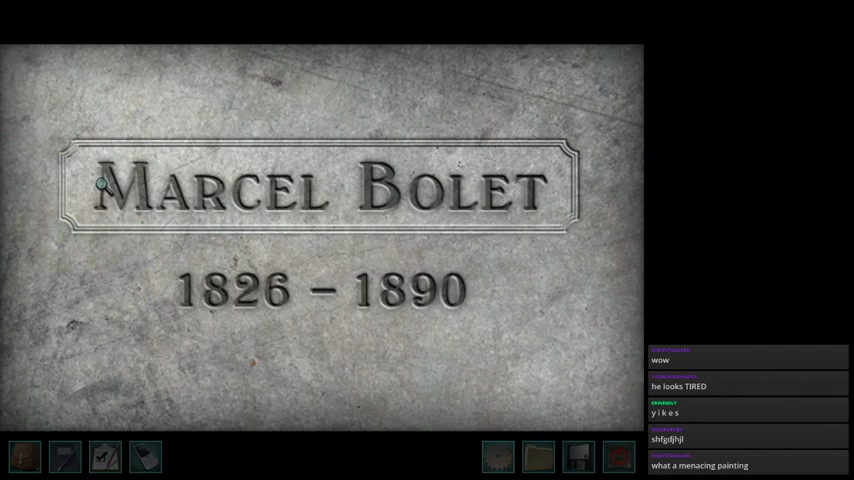 MARCEL BOLET
1826 – 1890
wow
he looks TIRED
y i k e s
shfgdjhjl
what a menacing painting